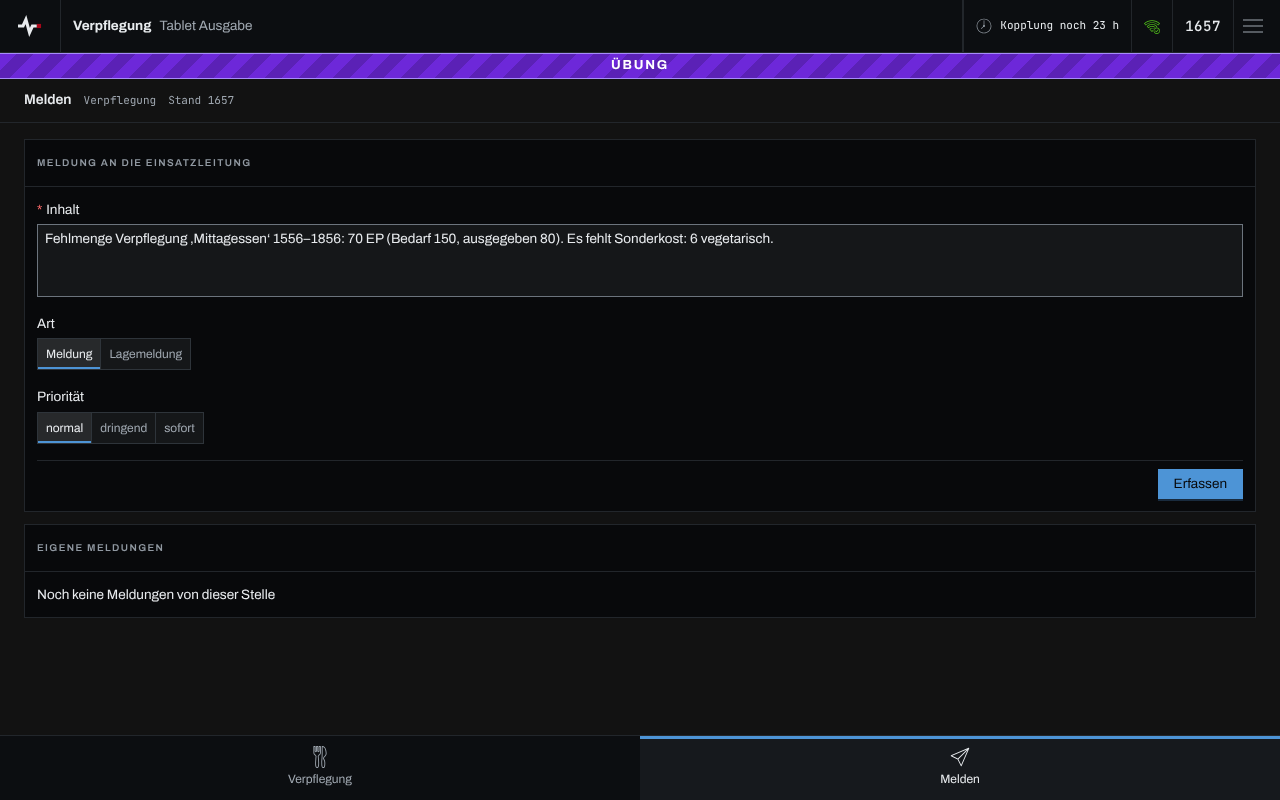 Verpflegung Tablet Ausgabe
Kopplung noch 23 h
1657
ÜBUNG
Melden Verpflegung Stand 1657
MELDUNG AN DIE EINSATZLEITUNG
* Inhalt
Fehlmenge Verpflegung ‚Mittagessen‘ 1556–1856: 70 EP (Bedarf 150, ausgegeben 80). Es fehlt Sonderkost: 6 vegetarisch.
Art
Meldung Lagemeldung
Priorität
normal dringend sofort
Erfassen
EIGENE MELDUNGEN
Noch keine Meldungen von dieser Stelle
Verpflegung
Melden